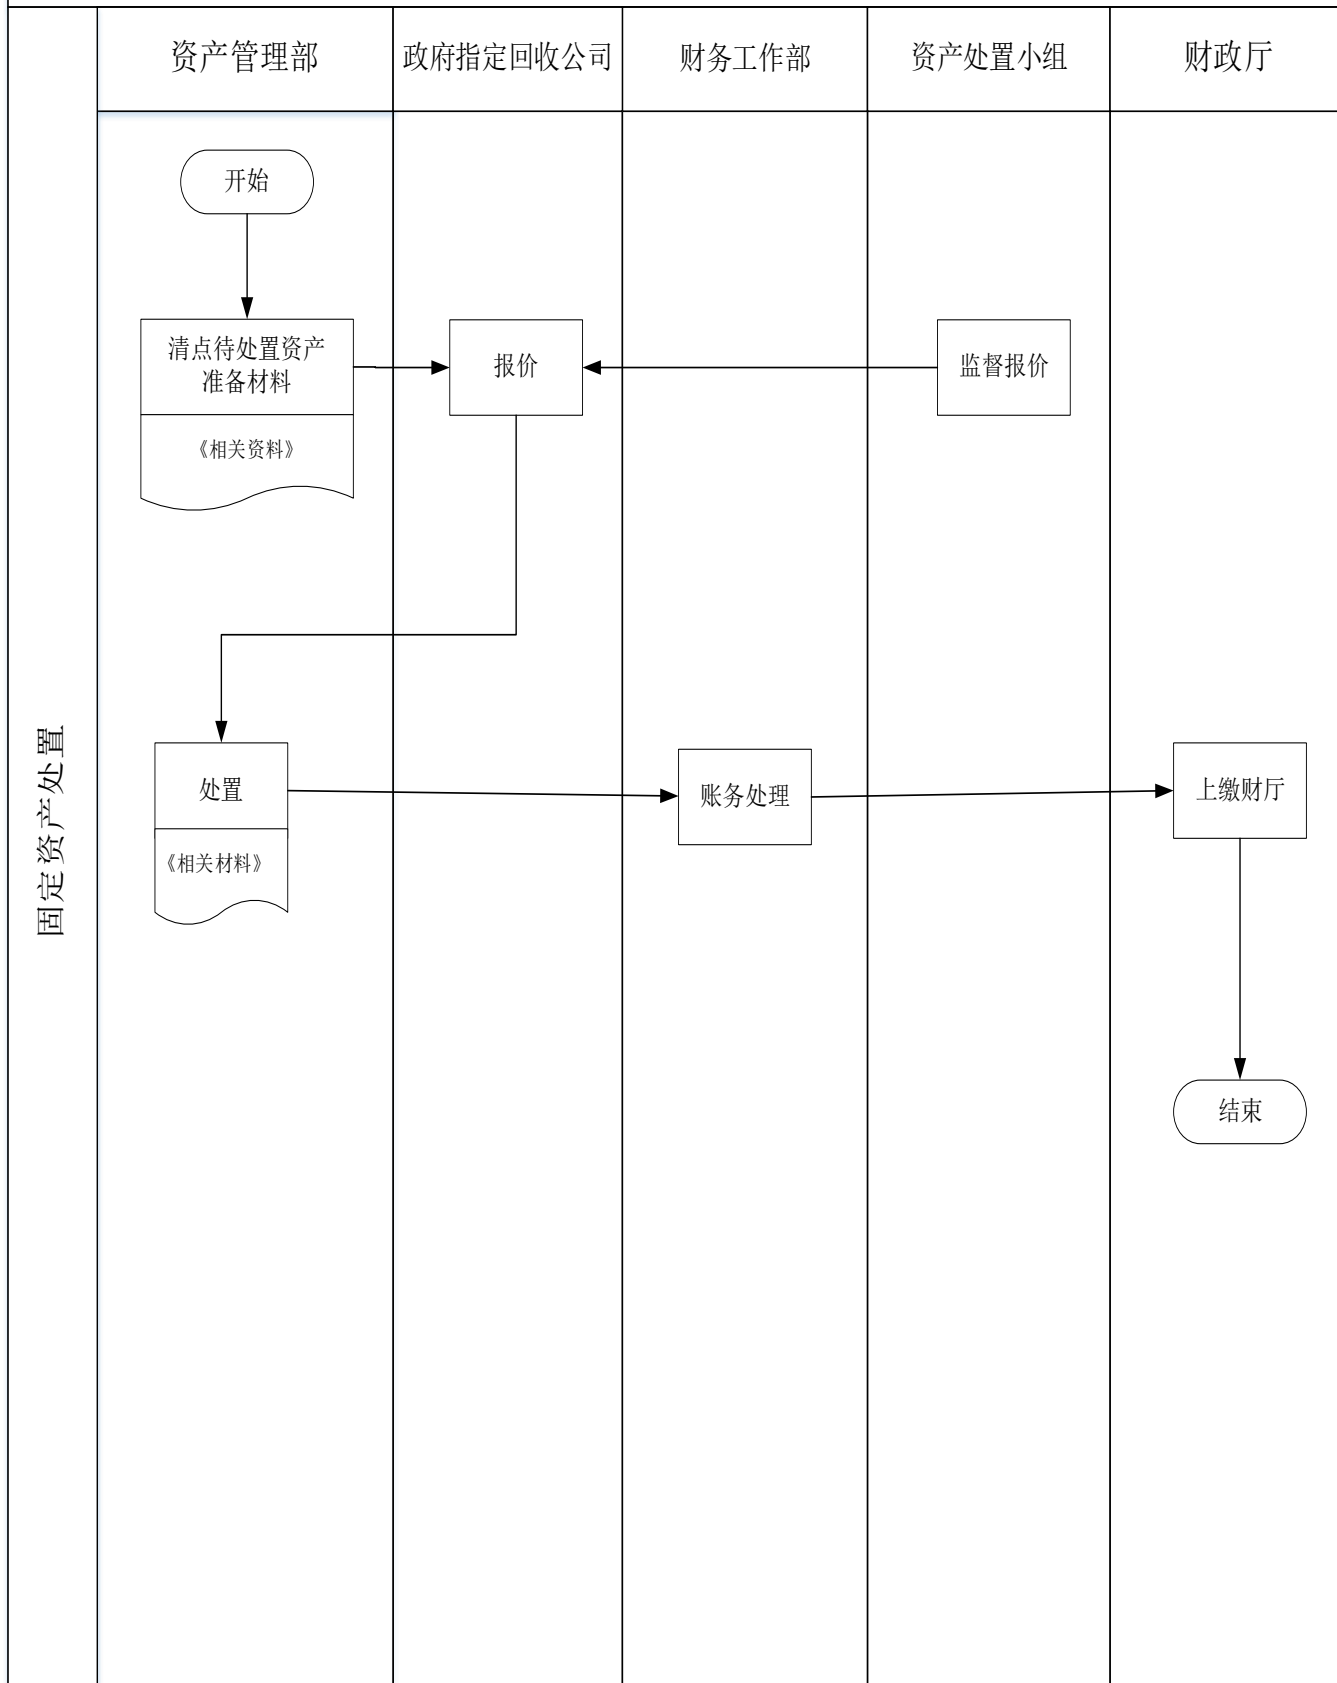 资产管理部
政府指定回收公司
财务工作部
资产处置小组
财政厅
开始
清点待处置资产
准备材料
《相关资料》
报价
监督报价
固定资产处置
处置
《相关材料》
账务处理
上缴财厅
结束